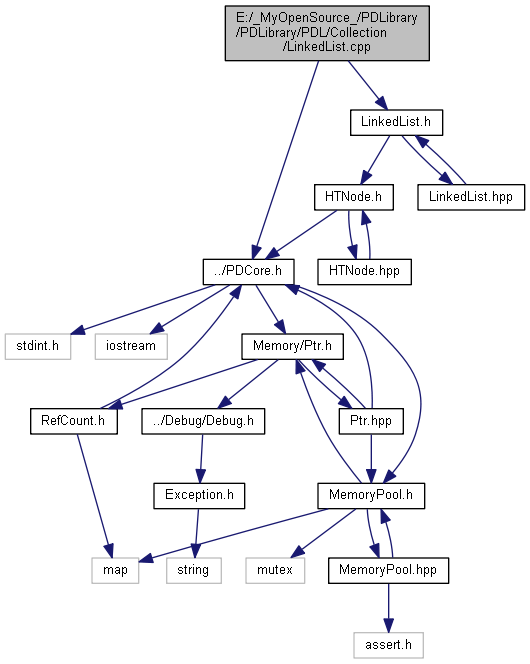 E:/_MyOpenSource_/PDLibrary
/PDLibrary/PDL/Collection
/LinkedList.cpp
LinkedList.h
HTNode.h
LinkedList.hpp
../PDCore.h
HTNode.hpp
stdint.h
iostream
Memory/Ptr.h
RefCount.h
../Debug/Debug.h
Ptr.hpp
Exception.h
MemoryPool.h
map
string
mutex
MemoryPool.hpp
assert.h